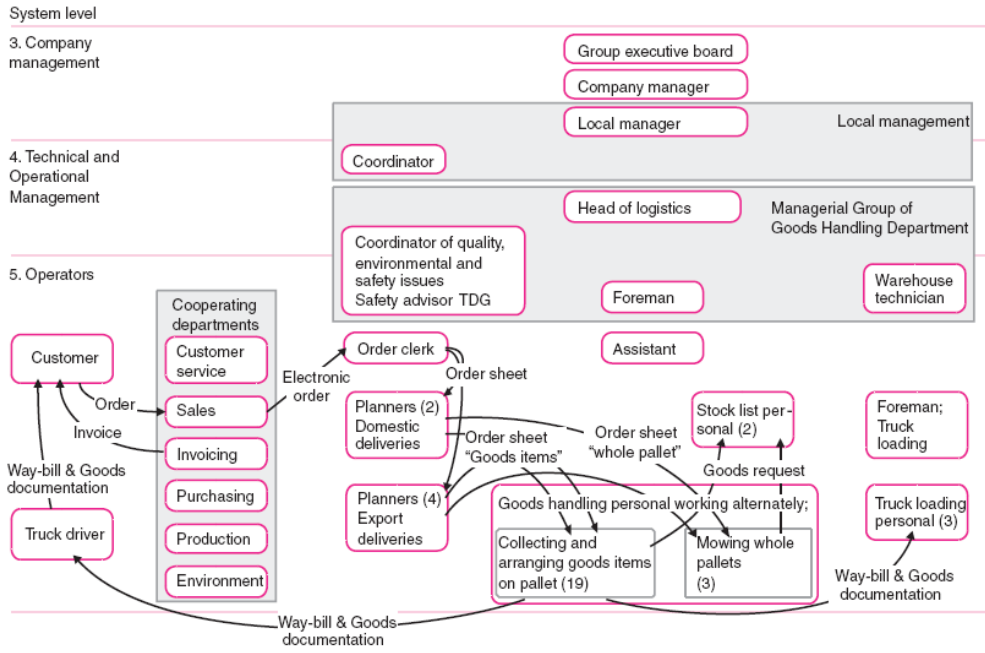 System level
3. Company
management
Group executive board
Company manager
Local manager
Local management
4. Technical and
Operational
Management
Coordinator
Head of logistics
Managerial Group of
Goods Handling Department
Coordinator of quality,
environmental and
safety issues
Safety advisor TDG
5. Operators
Foreman
Warehouse
technician
Cooperating
departments
Customer
Customer
service
Order clerk
Assistant
Electronic
order
Order sheet
Order
Sales
Planners (2)
Domestic
deliveries
Stock list per-
sonal (2)
Foreman;
Truck
loading
Invoice
Invoicing
Order sheet
"Goods items"
Order sheet
"whole pallet"
Goods request
Way-bill & Goods
documentation
Purchasing
Planners (4)
Export
deliveries
Goods handling personal working alternately;
Truck loading
personal (3)
Truck driver
Production
Collecting and
arranging goods items
on pallet (19)
Mowing whole
pallets
(3)
Environment
Way-bill & Goods
documentation
Way-bill & Goods
documentation